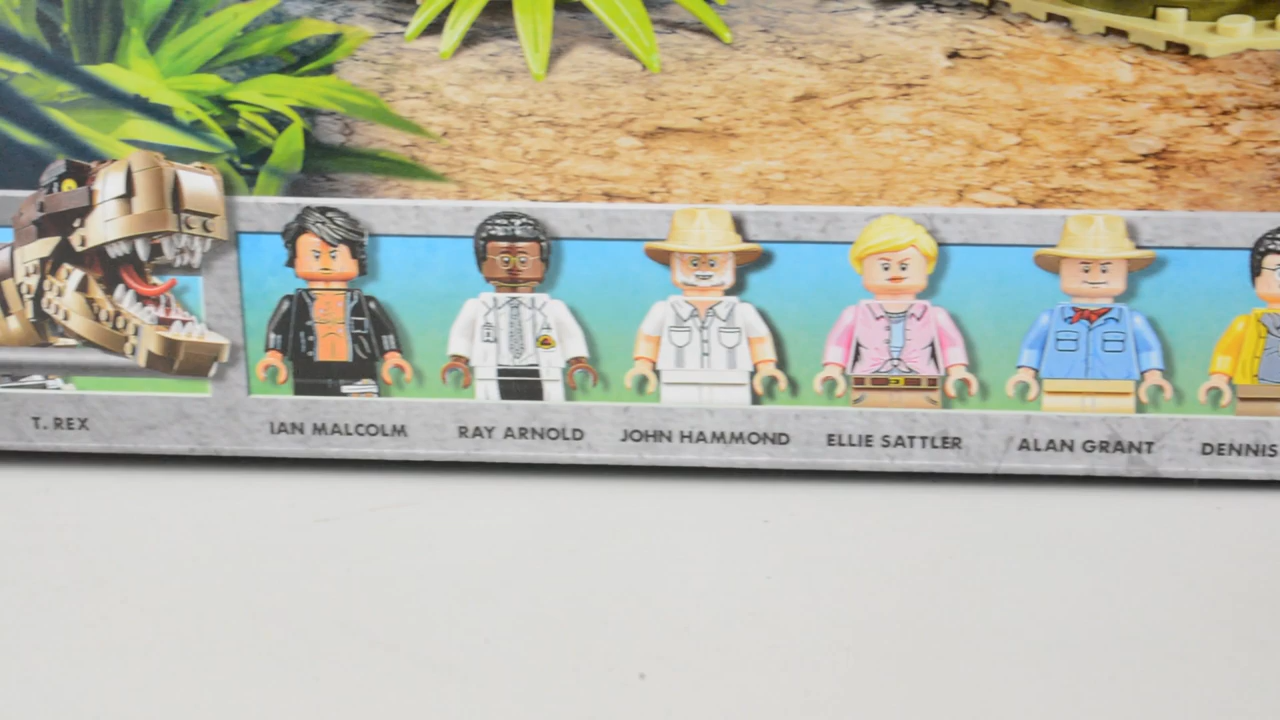 T. REX
IAN MALCOLM
RAY ARNOLD
JOHN HAMMOND
ELLIE SATTLER
ALAN GRANT
DENNIS